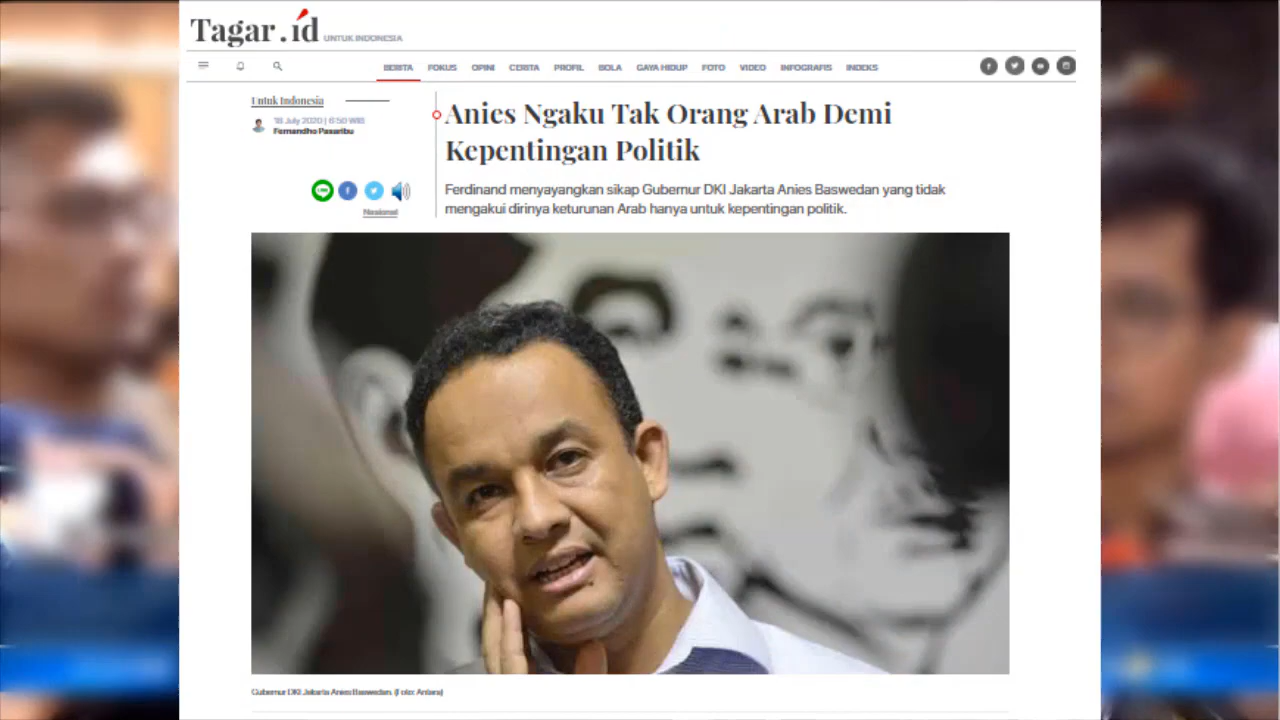 Tagar.id UNTUK INDONESIA
BERITA FOKUS OPINI CERITA PROFIL BOLA GAYA HIDUP FOTO VIDEO INFOGRAFIS INDEKS
Untuk Indonesia
18 July 2020 | 6:50 WIB
Fernandho Pasaribu
Nasional
Anies Ngaku Tak Orang Arab Demi
Kepentingan Politik
Ferdinand menyayangkan sikap Gubernur DKI Jakarta Anies Baswedan yang tidak
mengakui dirinya keturunan Arab hanya untuk kepentingan politik.
Gubernur DKI Jakarta Anies Baswedan. (Foto: Antara)